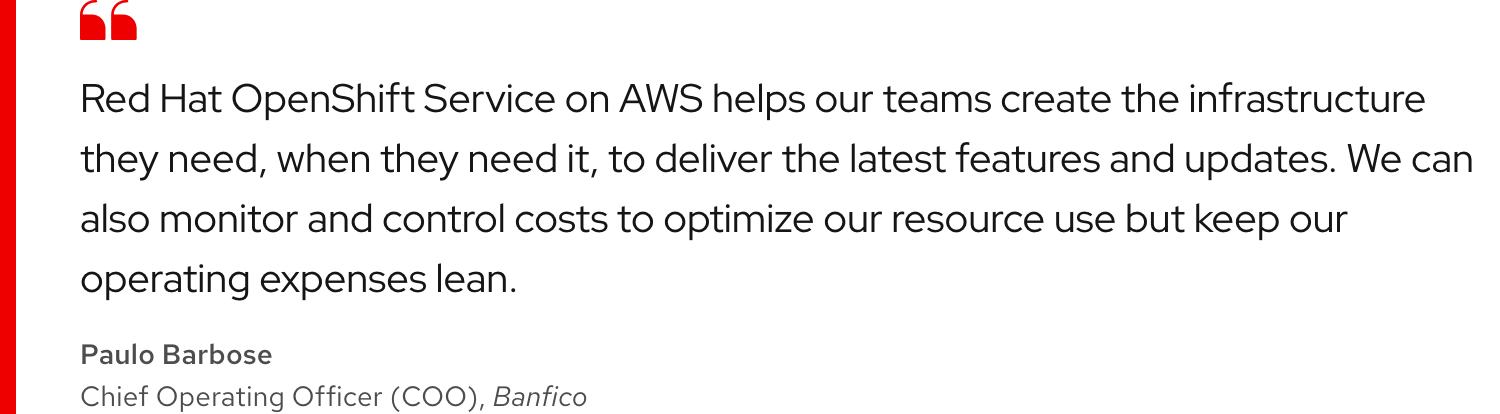 Red Hat OpenShift Service on AWS helps our teams create the infrastructure
they need, when they need it, to deliver the latest features and updates. We can
also monitor and control costs to optimize our resource use but keep our
operating expenses lean.
Paulo Barbose
Chief Operating Officer (COO), Banfico